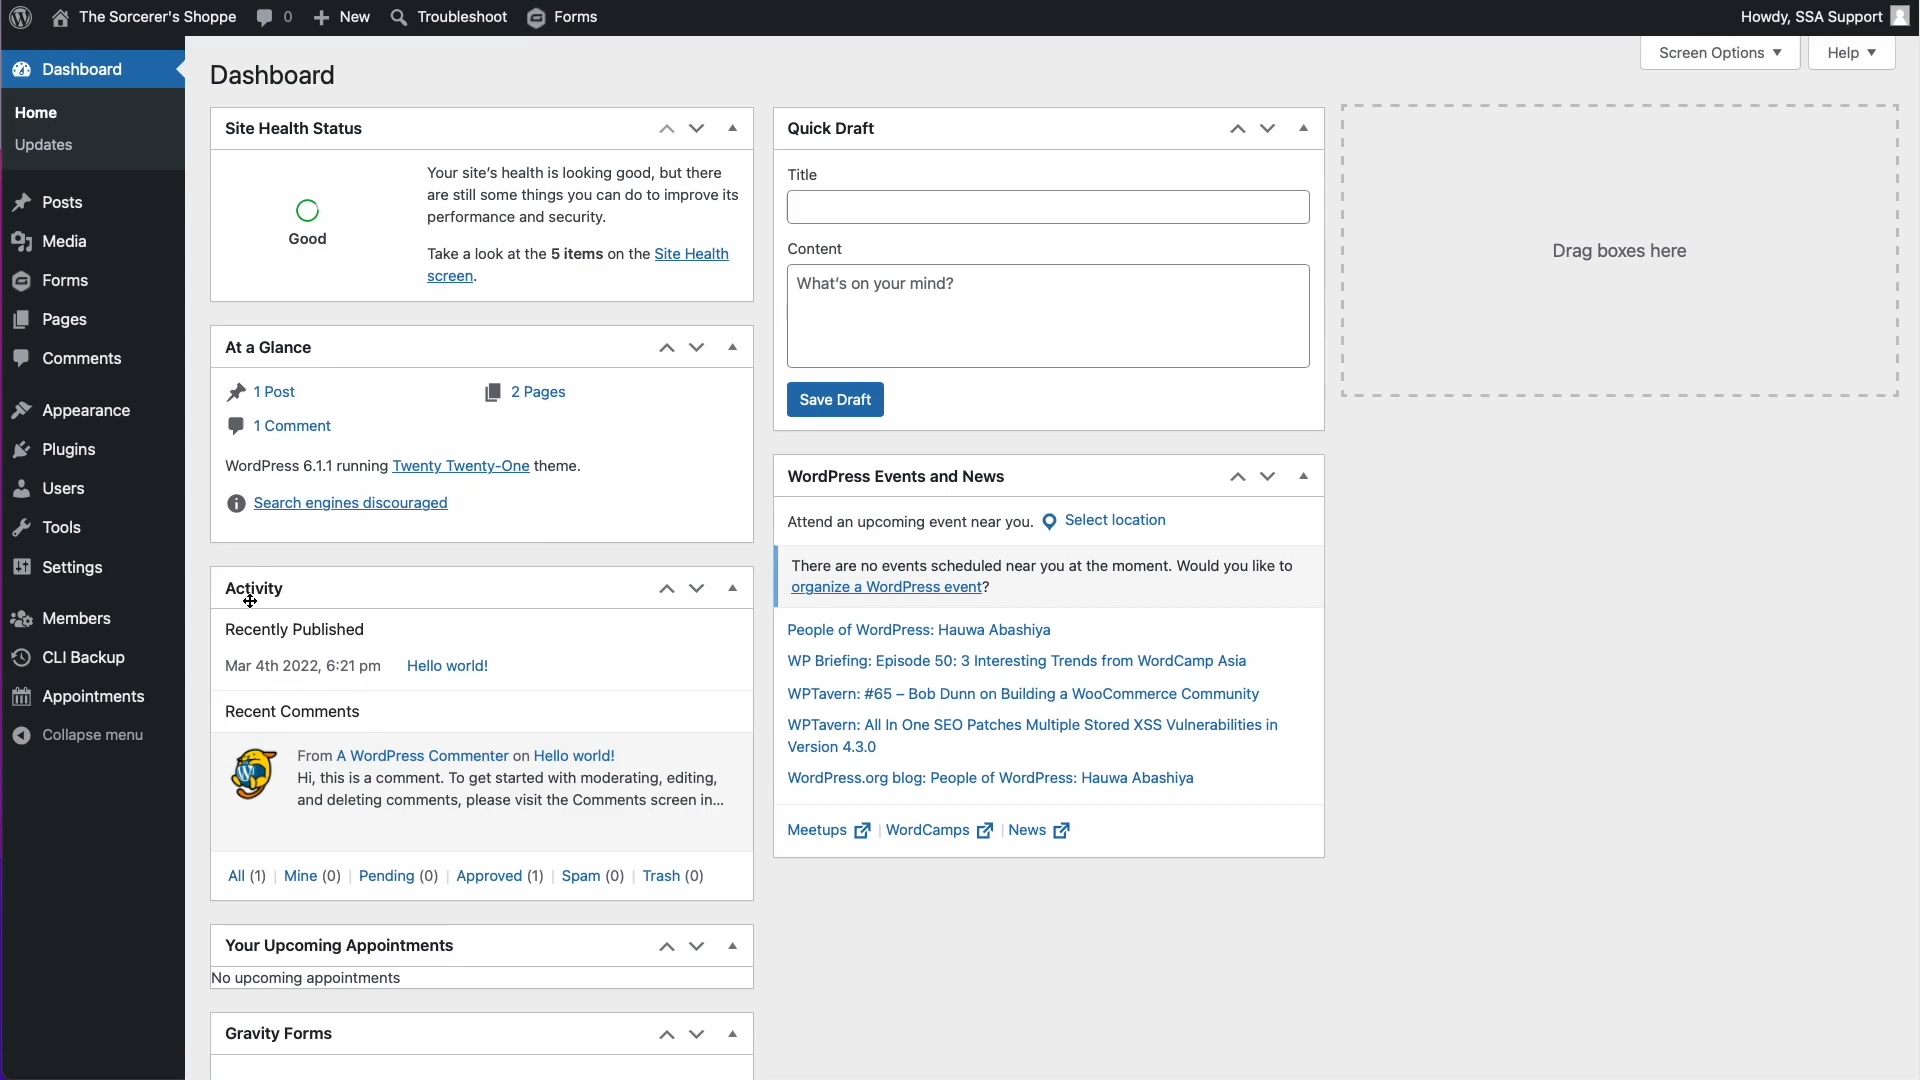 The Sorcerer's Shoppe 0 New Troubleshoot Forms Howdy, SSA Support
Screen Options Help
Dashboard
Home
Updates
Posts
Media
Forms
Pages
Comments
Appearance
Plugins
Users
Tools
Settings
Members
CLI Backup
Appointments
Collapse menu
Dashboard
Site Health Status
Good
Your site's health is looking good, but there
are still some things you can do to improve its
performance and security.
Take a look at the 5 items on the Site Health
screen.
At a Glance
1 Post 2 Pages
1 Comment
WordPress 6.1.1 running Twenty Twenty-One theme.
Search engines discouraged
Activity
Recently Published
Mar 4th 2022, 6:21 pm Hello world!
Recent Comments
From A WordPress Commenter on Hello world!
Hi, this is a comment. To get started with moderating, editing,
and deleting comments, please visit the Comments screen in...
All (1) | Mine (0) | Pending (0) | Approved (1) | Spam (0) | Trash (0)
Your Upcoming Appointments
No upcoming appointments
Gravity Forms
Quick Draft
Title
Content
What's on your mind?
Save Draft
WordPress Events and News
Attend an upcoming event near you. Select location
There are no events scheduled near you at the moment. Would you like to
organize a WordPress event?
People of WordPress: Hauwa Abashiya
WP Briefing: Episode 50: 3 Interesting Trends from WordCamp Asia
WPTavern: #65 – Bob Dunn on Building a WooCommerce Community
WPTavern: All In One SEO Patches Multiple Stored XSS Vulnerabilities in
Version 4.3.0
WordPress.org blog: People of WordPress: Hauwa Abashiya
Meetups | WordCamps | News
Drag boxes here